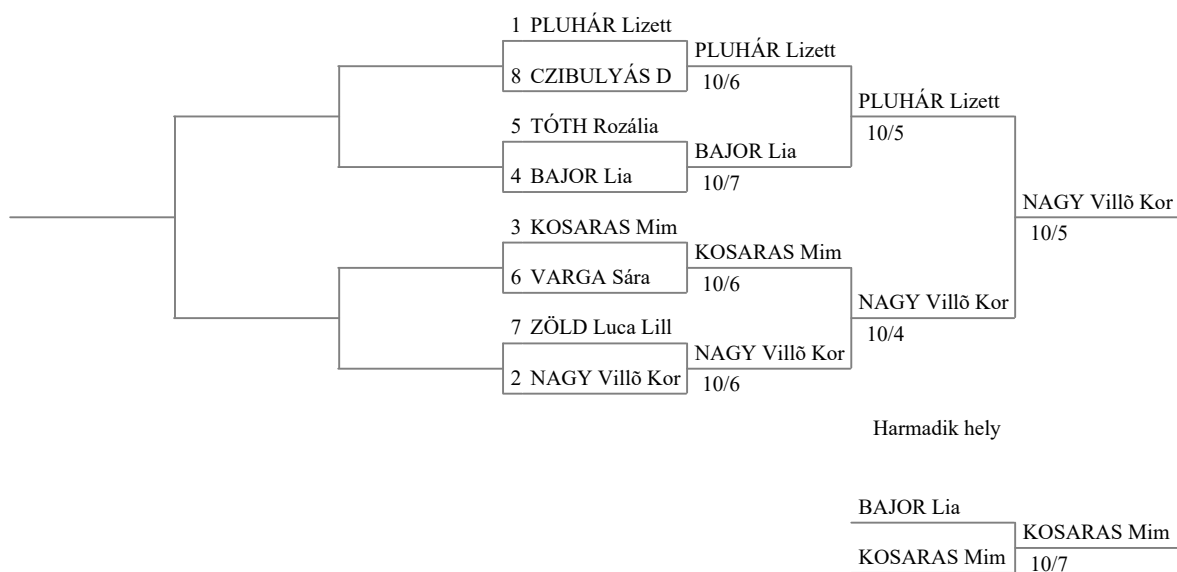 1 PLUHÁR Lizett
PLUHÁR Lizett
8 CZIBULYÁS D
10/6
PLUHÁR Lizett
5 TÓTH Rozália
10/5
BAJOR Lia
4 BAJOR Lia
10/7
NAGY Villõ Kor
3 KOSARAS Mim
10/5
KOSARAS Mim
6 VARGA Sára
10/6
NAGY Villõ Kor
7 ZÖLD Luca Lill
10/4
NAGY Villõ Kor
2 NAGY Villõ Kor
10/6
Harmadik hely
BAJOR Lia
KOSARAS Mim
KOSARAS Mim
10/7